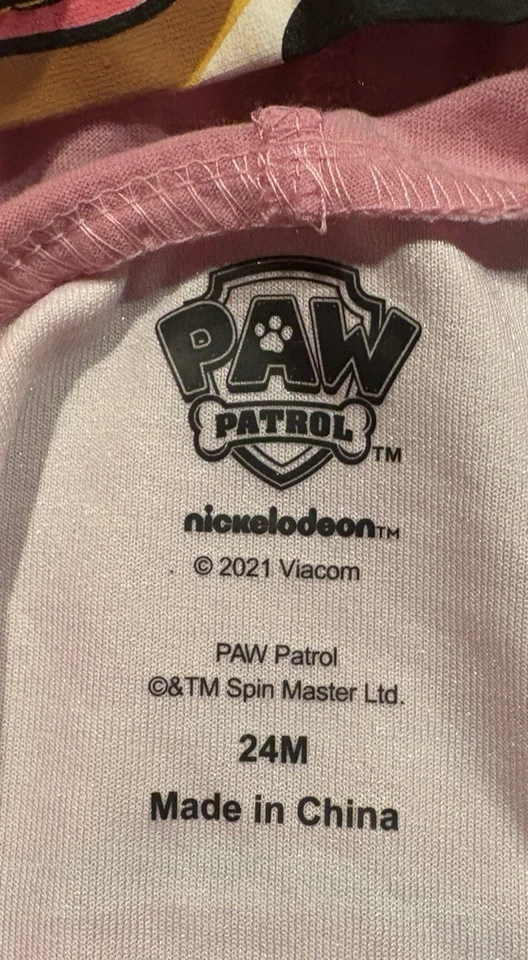 PAW
PATROL
TM
nickelodeon TM
© 2021 Viacom
PAW Patrol
©&TM Spin Master Ltd.
24M
Made in China